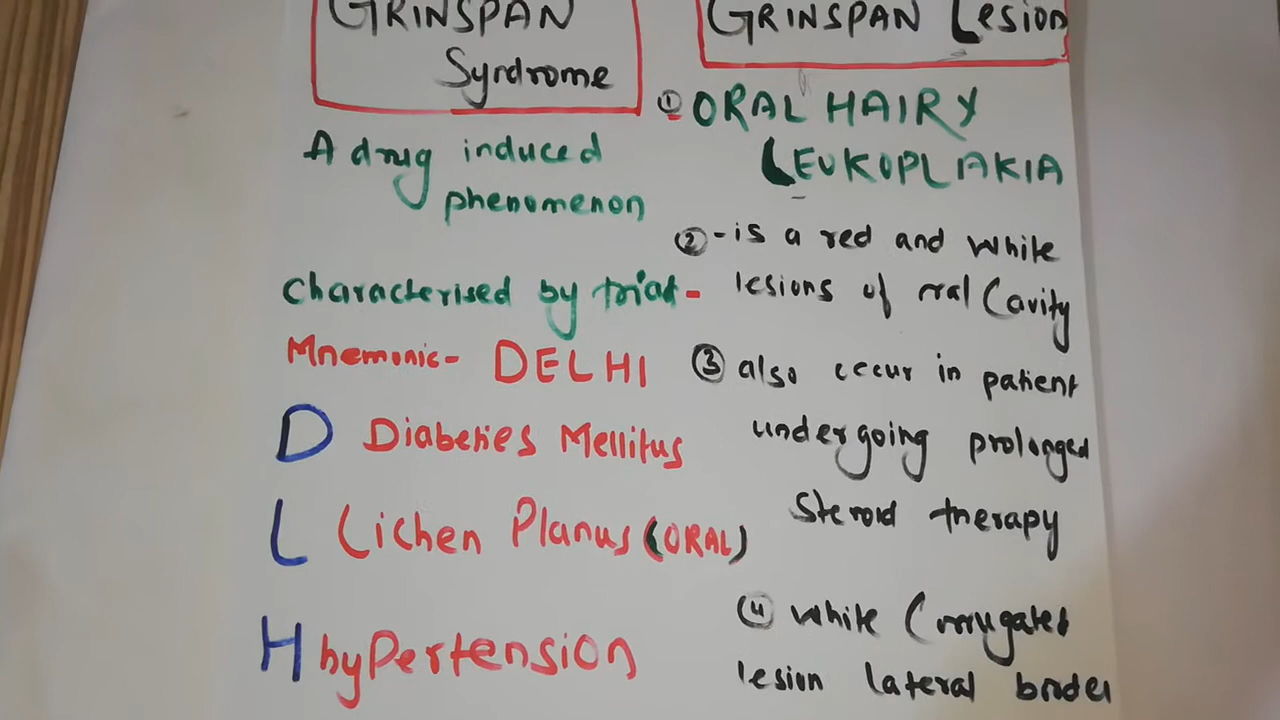 GRINSPAN
Syndrome
A drug induced
phenomenon
characterised by triad-
Mnemonic- DELHI
D Diabeties Mellitus
L Lichen Planus (ORAL)
H hypertension
GRINSPAN Lesion
① ORAL HAIRY
LEUKOPLAKIA
② -is a red and white
lesions of oral Cavity
③ also occur in patient
undergoing prolonged
Steroid therapy
④ white Corrugated
lesion lateral border